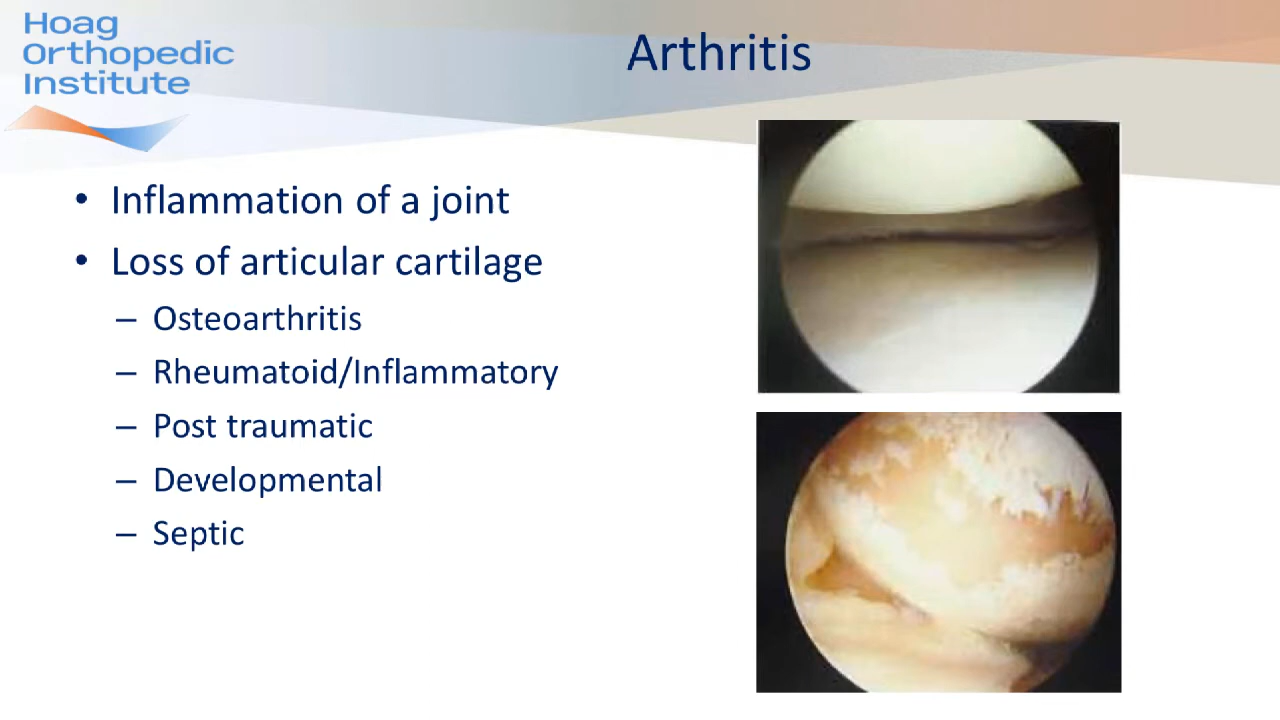 Hoag
Orthopedic
Institute
Arthritis
• Inflammation of a joint
• Loss of articular cartilage
– Osteoarthritis
– Rheumatoid/Inflammatory
– Post traumatic
– Developmental
– Septic